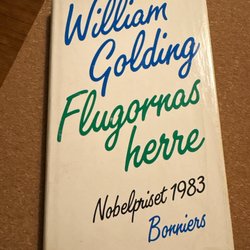 William
Golding
Flugornas
herre
Nobelpriset 1983
Bonniers